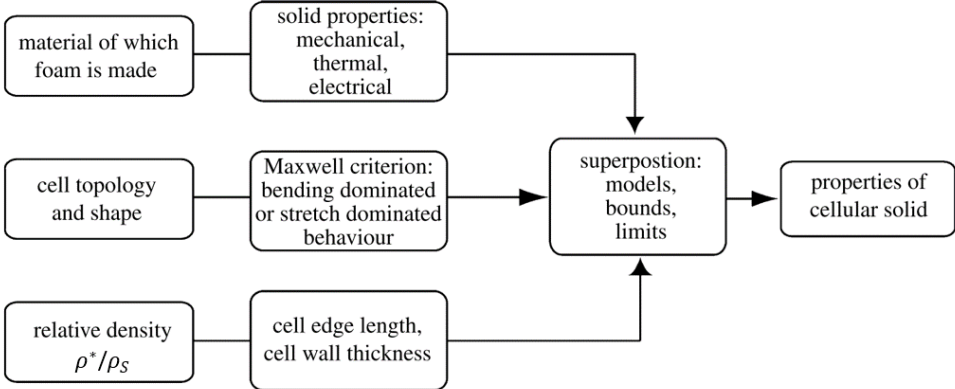 material of which
foam is made
solid properties:
mechanical,
thermal,
electrical
cell topology
and shape
Maxwell criterion:
bending dominated
or stretch dominated
behaviour
relative density
ρ*/ρS
cell edge length,
cell wall thickness
superpostion:
models,
bounds,
limits
properties of
cellular solid